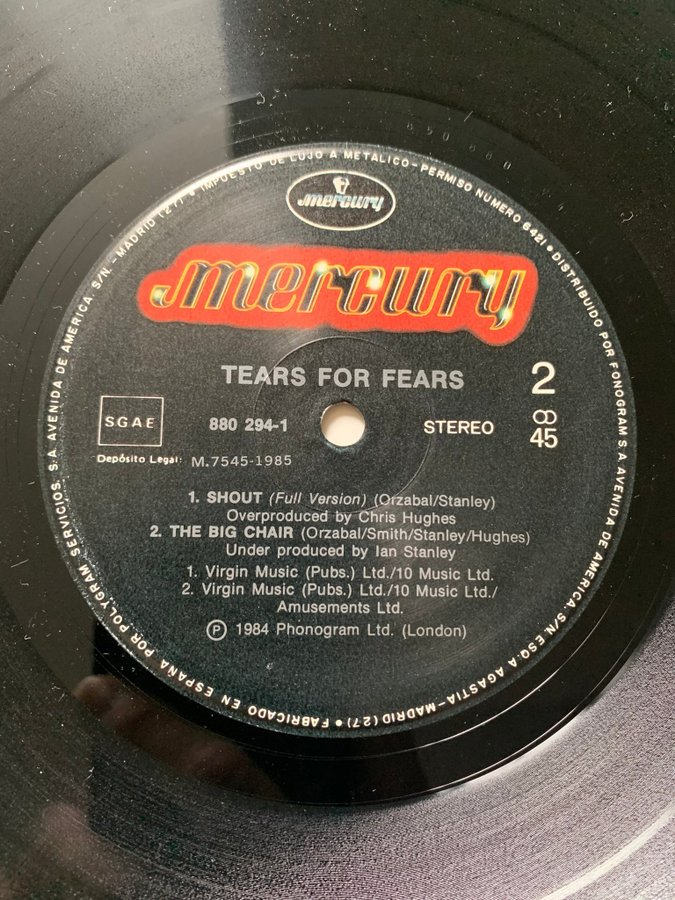 IMPUESTO DE LUJO A METALICO - PERMISO NUMERO 6421 • DISTRIBUIDO POR FONOGRAM S A AVENIDA DE AMERICA, S/N, ESQ. A AGASTIA - MADRID (27) • FABRICADO EN ESPAÑA POR POLYGRAM SERVICIOS, S.A. AVENIDA DE AMERICA, S/N. - MADRID (27) •
mercury
mercury
TEARS FOR FEARS 2
SGAE 880 294-1 STEREO 45
Depósito Legal: M.7545-1985
1. SHOUT (Full Version) (Orzabal/Stanley)
Overproduced by Chris Hughes
2. THE BIG CHAIR (Orzabal/Smith/Stanley/Hughes)
Under produced by Ian Stanley
1. Virgin Music (Pubs.) Ltd./10 Music Ltd.
2. Virgin Music (Pubs.) Ltd./10 Music Ltd./
Amusements Ltd.
℗ 1984 Phonogram Ltd. (London)